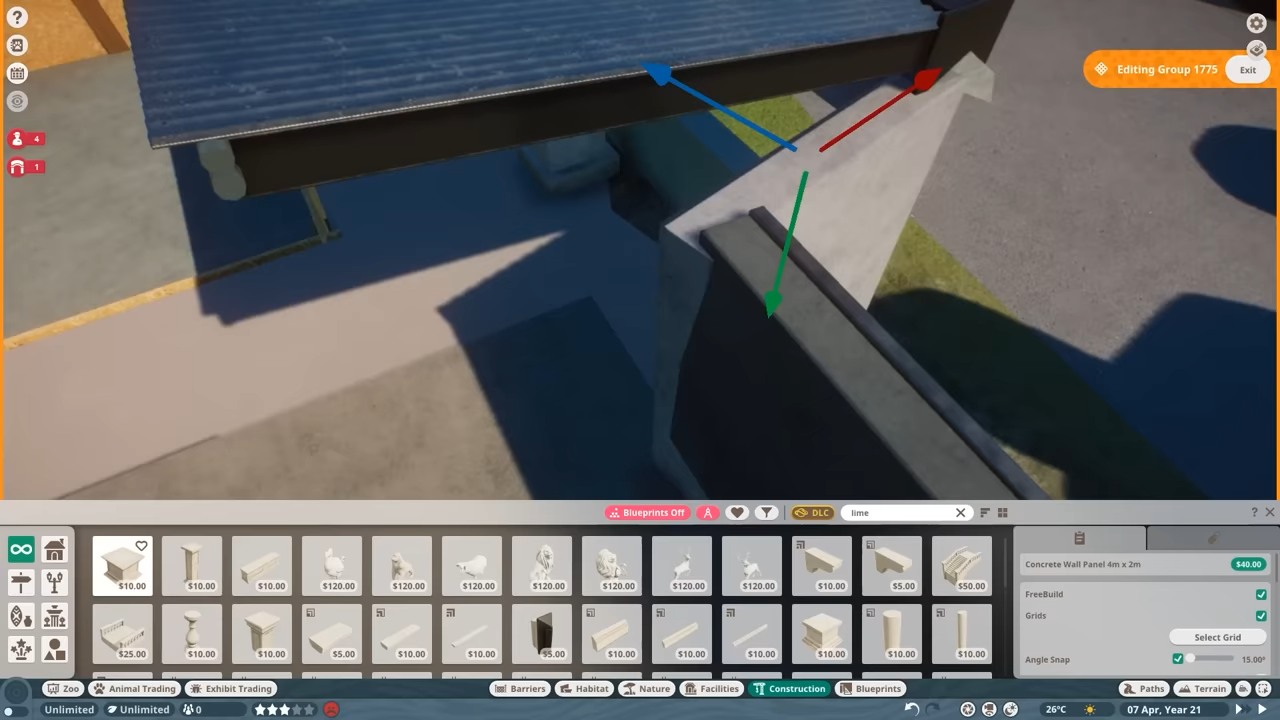 ?
Editing Group 1775
Exit
4
1
Blueprints Off
DLC
lime
?
$10.00
$10.00
$10.00
$120.00
$120.00
$120.00
$120.00
$120.00
$120.00
$120.00
$10.00
$5.00
$50.00
$25.00
$10.00
$10.00
$5.00
$10.00
$10.00
$5.00
$10.00
$10.00
$10.00
$10.00
$10.00
$10.00
Concrete Wall Panel 4m x 2m
$40.00
FreeBuild
Grids
Select Grid
Angle Snap
15.00°
Zoo
Animal Trading
Exhibit Trading
Barriers
Habitat
Nature
Facilities
Construction
Blueprints
Paths
Terrain
Unlimited
Unlimited
0
26°C
07 Apr, Year 21